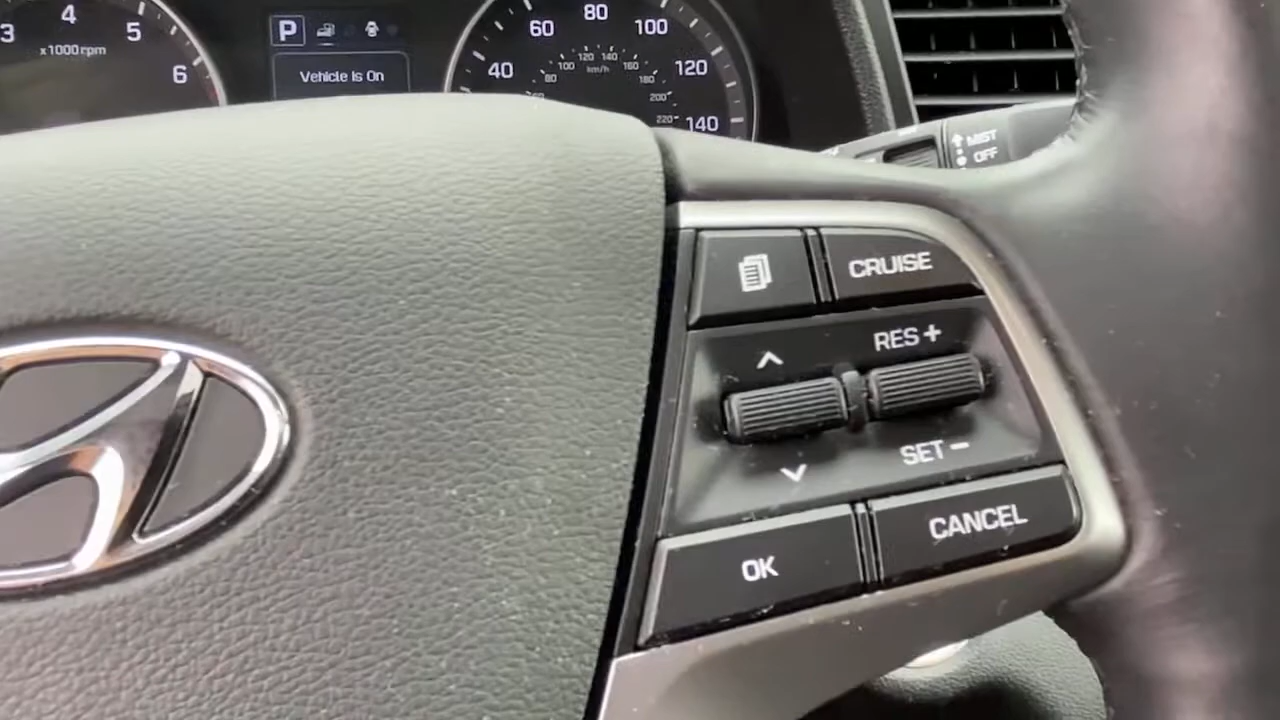 3 4 5 6
x1000rpm
P
Vehicle is On
40 60 80 100 120 140
80 100 120 140 160 180 200 220
km/h
MIST
OFF
CRUISE
RES +
SET -
OK
CANCEL